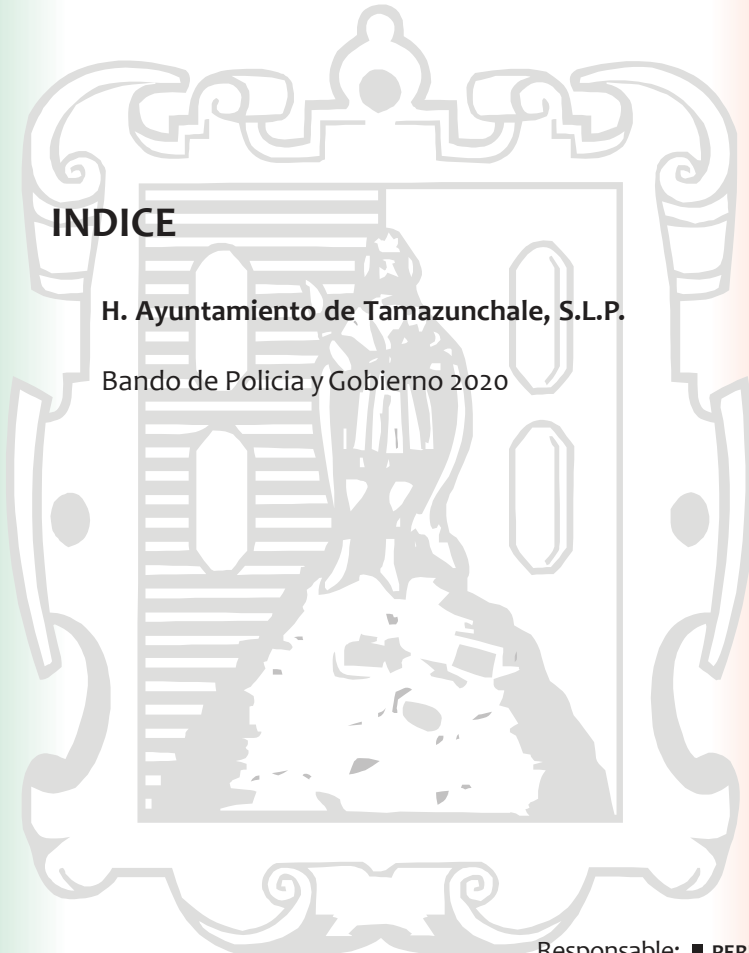 INDICE
H. Ayuntamiento de Tamazunchale, S.L.P.
Bando de Policia y Gobierno 2020
Responsable: ■